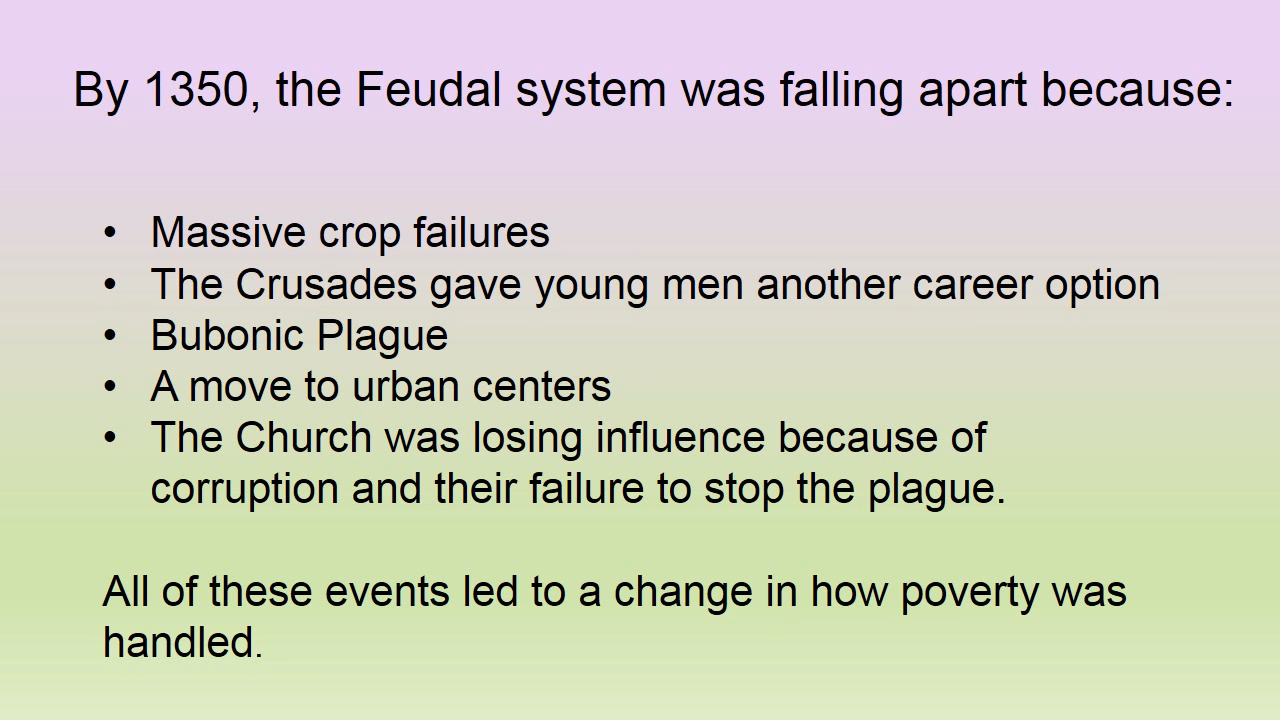 By 1350, the Feudal system was falling apart because:
• Massive crop failures
• The Crusades gave young men another career option
• Bubonic Plague
• A move to urban centers
• The Church was losing influence because of
corruption and their failure to stop the plague.
All of these events led to a change in how poverty was
handled.